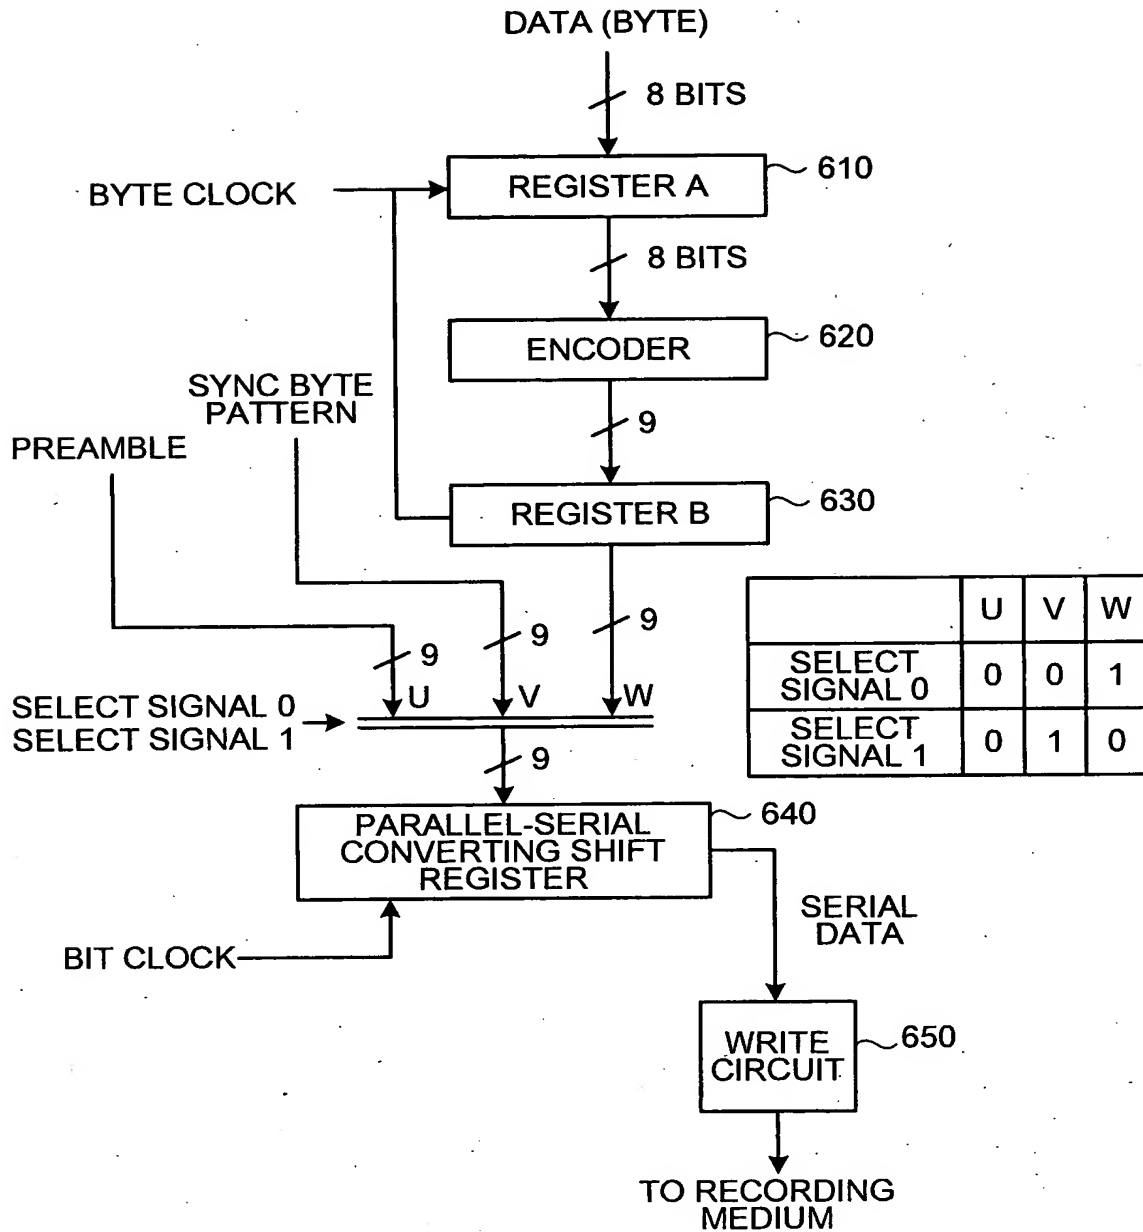 DATA (BYTE)
8 BITS
REGISTER A
610
BYTE CLOCK
8 BITS
ENCODER
620
SYNC BYTE
PATTERN
9
PREAMBLE
REGISTER B
630
9
9
9
U
V
W
SELECT SIGNAL 0
SELECT SIGNAL 1
9
U V W
SELECT
SIGNAL 0
0 0 1
SELECT
SIGNAL 1
0 1 0
PARALLEL-SERIAL
CONVERTING SHIFT
REGISTER
640
SERIAL
DATA
BIT CLOCK
WRITE
CIRCUIT
650
TO RECORDING
MEDIUM